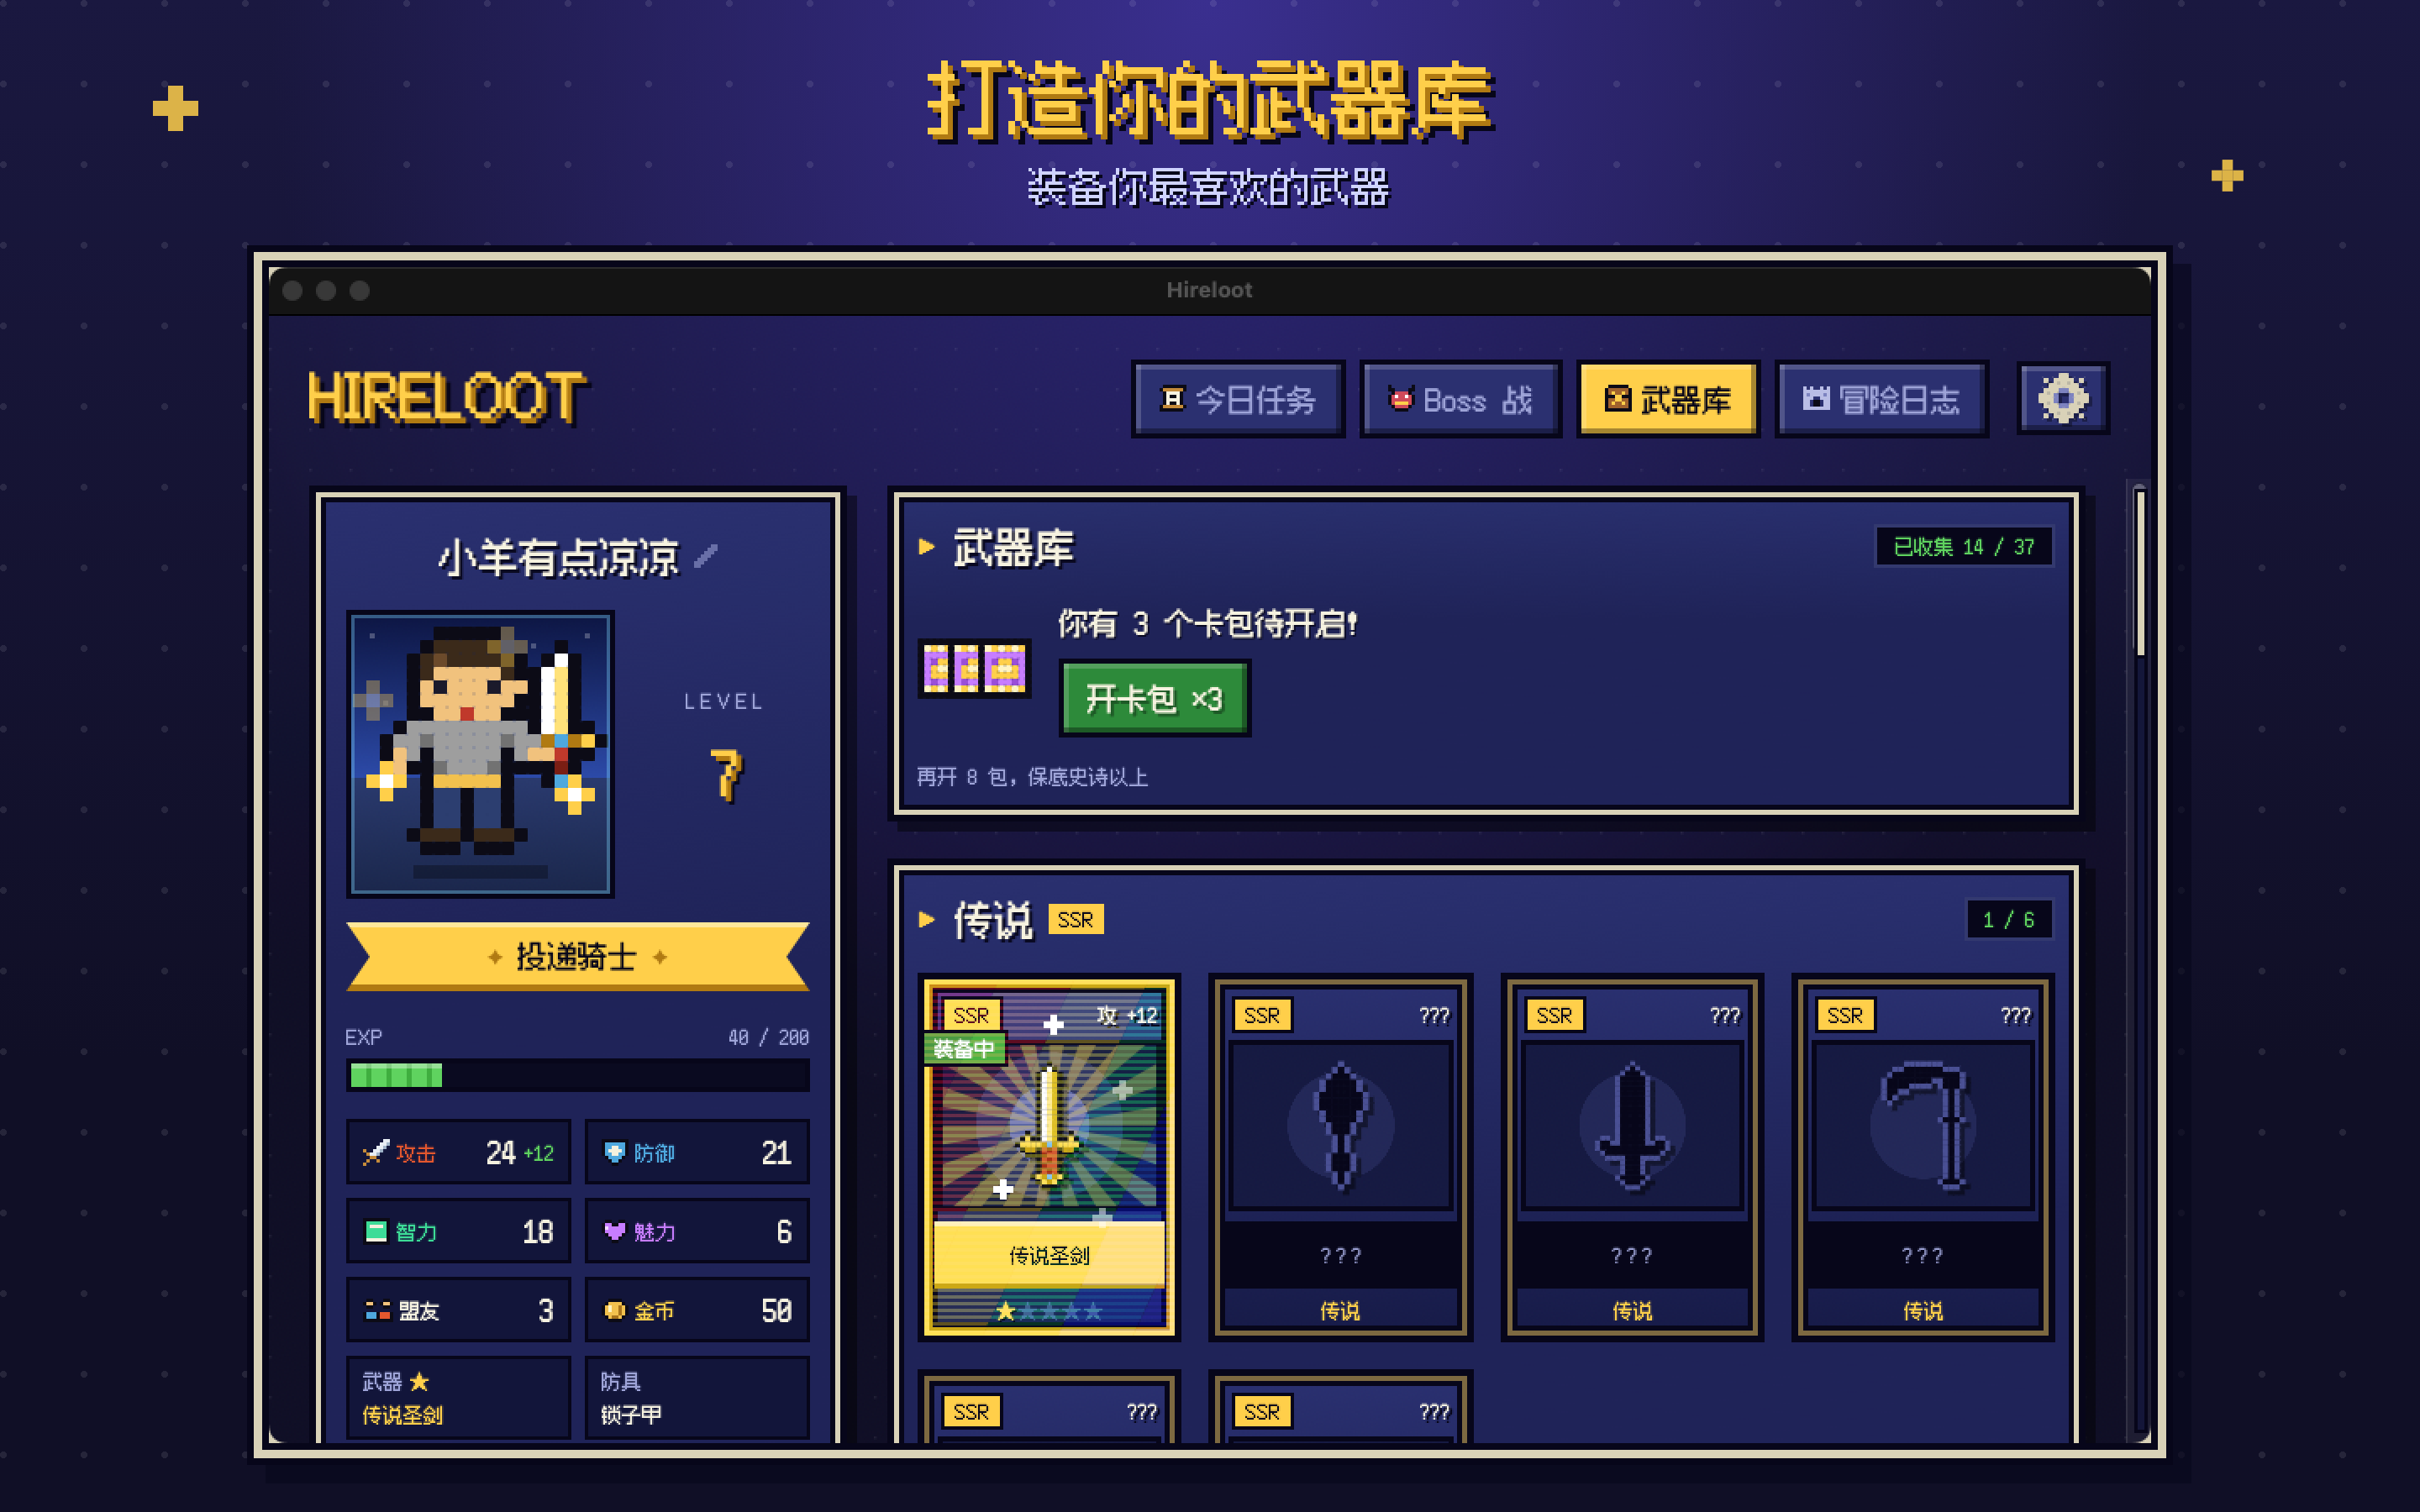 打造你的武器库
装备你最喜欢的武器
Hireloot
HIRELOOT
今日任务
Boss 战
武器库
冒险日志
小羊有点凉凉
LEVEL
7
投递骑士
EXP 40 / 200
攻击 24 +12
防御 21
智力 18
魅力 6
盟友 3
金币 50
武器
传说圣剑
防具
锁子甲
武器库
已收集 14 / 37
你有 3 个卡包待开启!
开卡包 ×3
再开 8 包，保底史诗以上
传说 SSR
1 / 6
SSR 攻 +12
装备中
传说圣剑
SSR ???
???
传说
SSR ???
???
传说
SSR ???
???
传说
SSR ???
SSR ???